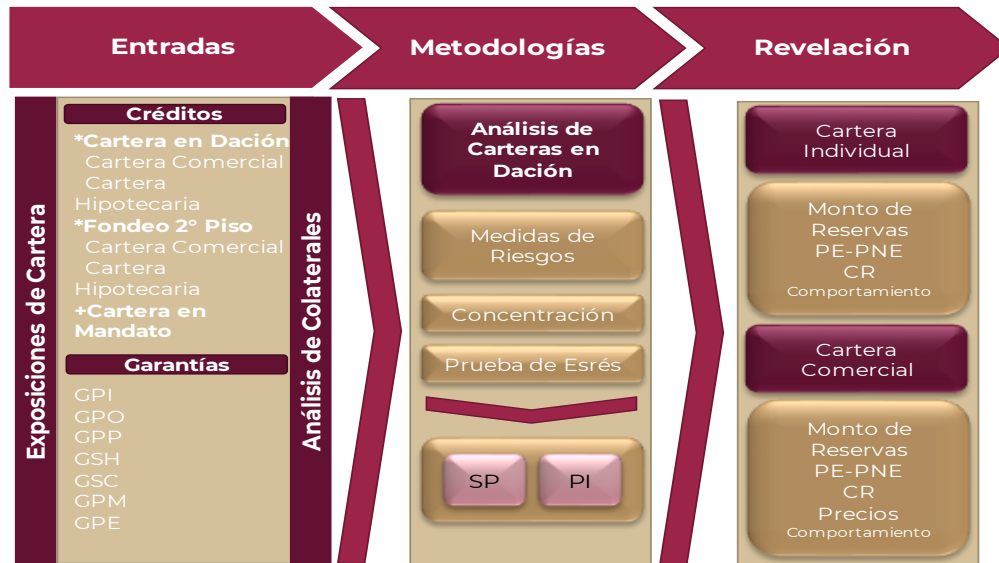 Entradas
Metodologías
Revelación
Exposiciones de Cartera
Créditos
*Cartera en Dación
Cartera Comercial
Cartera
Hipotecaria
*Fondeo 2° Piso
Cartera Comercial
Cartera
Hipotecaria
+Cartera en
Mandato
Garantías
GPI
GPO
GPP
GSH
GSC
GPM
GPE
Análisis de Colaterales
Análisis de
Carteras en
Dación
Medidas de
Riesgos
Concentración
Prueba de Esrés
SP
PI
Cartera
Individual
Monto de
Reservas
PE-PNE
CR
Comportamiento
Cartera
Comercial
Monto de
Reservas
PE-PNE
CR
Precios
Comportamiento